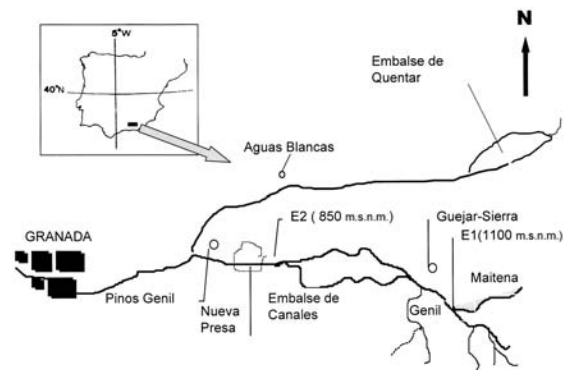 5°W
40°N
N
Embalse de
Quentar
Aguas Blancas
E2 ( 850 m.s.n.m.)
Guejar-Sierra
E1(1100 m.s.n.m.)
GRANADA
Maitena
Pinos Genil
Nueva
Presa
Embalse de
Canales
Genil